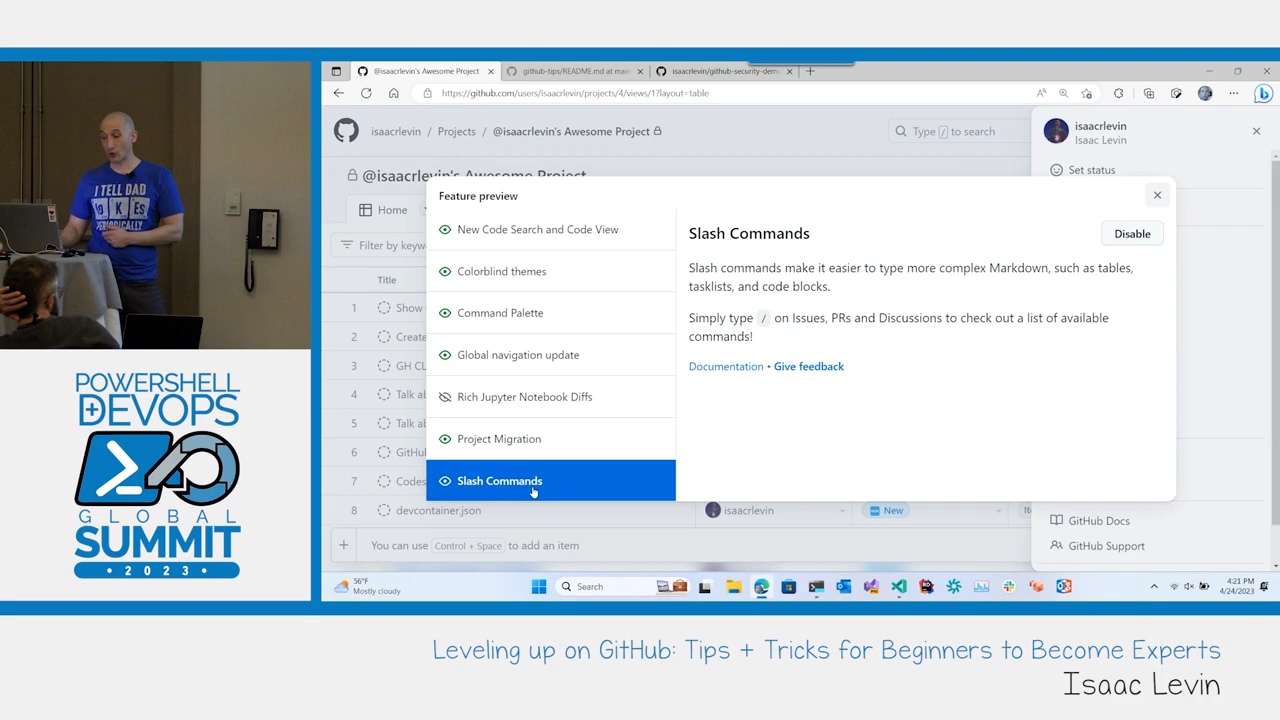 I TELL DAD
JOKES
PERIODICALLY
POWERSHELL
+DEVOPS
GLOBAL
SUMMIT
• 2023 •
@isaacrlevin's Awesome Project
github-tips/README.md at main
isaacrlevin/github-security-dem
https://github.com/users/isaacrlevin/projects/4/views/1?layout=table
isaacrlevin / Projects / @isaacrlevin's Awesome Project
Type / to search
isaacrlevin
Isaac Levin
Set status
@isaacrlevin's Awesome Project
Home
Filter by keyw
Title
1 Show
2 Create
3 GH CL
4 Talk ab
5 Talk ab
6 GitHu
7 Codes
8 devcontainer.json
isaacrlevin
New
You can use Control + Space to add an item
Feature preview
New Code Search and Code View
Colorblind themes
Command Palette
Global navigation update
Rich Jupyter Notebook Diffs
Project Migration
Slash Commands
Slash Commands
Disable
Slash commands make it easier to type more complex Markdown, such as tables,
tasklists, and code blocks.
Simply type / on Issues, PRs and Discussions to check out a list of available
commands!
Documentation • Give feedback
GitHub Docs
GitHub Support
56°F
Mostly cloudy
Search
4:21 PM
4/24/2023
Leveling up on GitHub: Tips + Tricks for Beginners to Become Experts
Isaac Levin